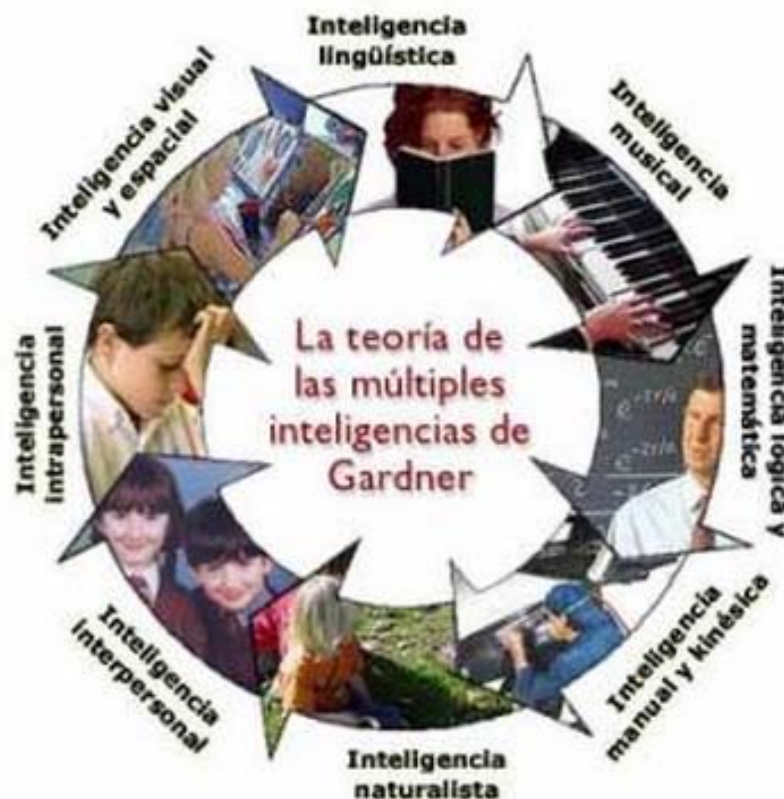 Inteligencia
lingüística
Inteligencia
musical
Inteligencia lógica y
matemática
Inteligencia
manual y kinésica
Inteligencia
naturalista
Inteligencia
interpersonal
Inteligencia
intrapersonal
Inteligencia visual
y espacial
La teoría de
las múltiples
inteligencias de
Gardner